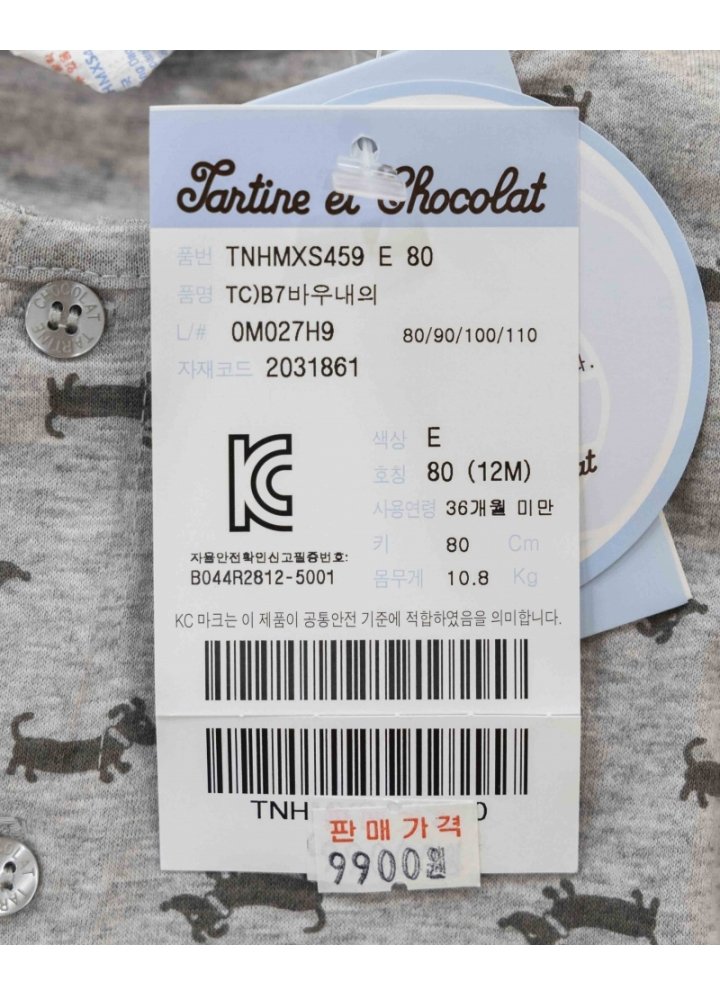 Tartine et Chocolat
품번 TNHMXS459 E 80
품명 TC)B7바우내의
L/# 0M027H9 80/90/100/110
자재코드 2031861
색상 E
호칭 80 (12M)
사용연령 36개월 미만
키 80 Cm
몸무게 10.8 Kg
자율안전확인신고필증번호:
B044R2812-5001
KC 마크는 이 제품이 공통안전 기준에 적합하였음을 의미합니다.
TNH 0
판매가격
9900원
CHOCOLAT TARTINE
at